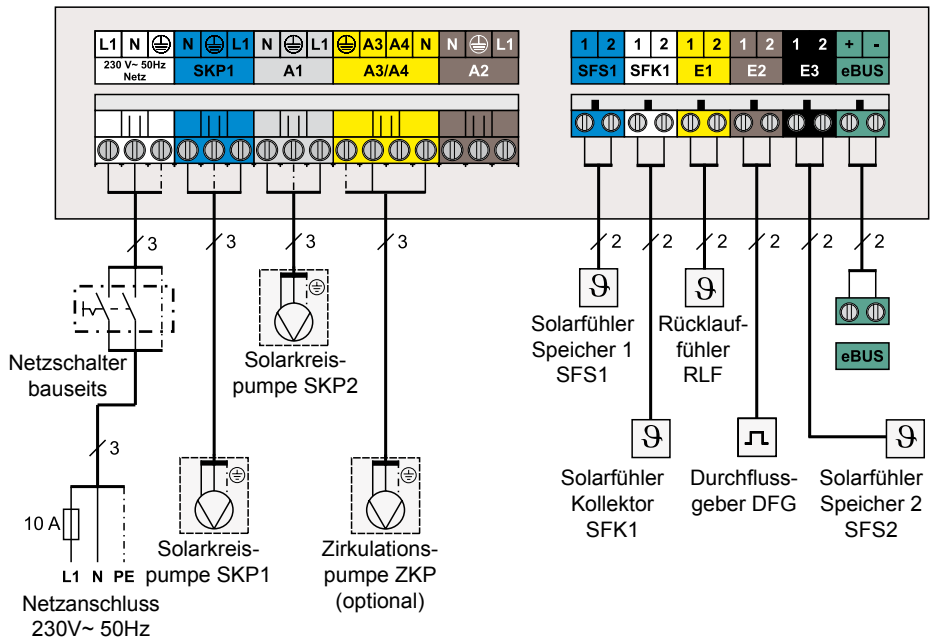 L1 N N L1 N L1 A3 A4 N N L1
230 V~ 50Hz
Netz
SKP1 A1 A3/A4 A2
1 2 1 2 1 2 1 2 1 2 + -
SFS1 SFK1 E1 E2 E3 eBUS
3 3 3 3
2 2 2 2 2 2
Netzschalter
bauseits
3
10 A
L1 N PE
Netzanschluss
230V~ 50Hz
Solarkreis-
pumpe SKP1
Solarkreis-
pumpe SKP2
Zirkulations-
pumpe ZKP
(optional)
ϑ
Solarfühler
Speicher 1
SFS1
ϑ
Rücklauf-
fühler
RLF
eBUS
ϑ
Solarfühler
Kollektor
SFK1
Durchfluss-
geber DFG
ϑ
Solarfühler
Speicher 2
SFS2